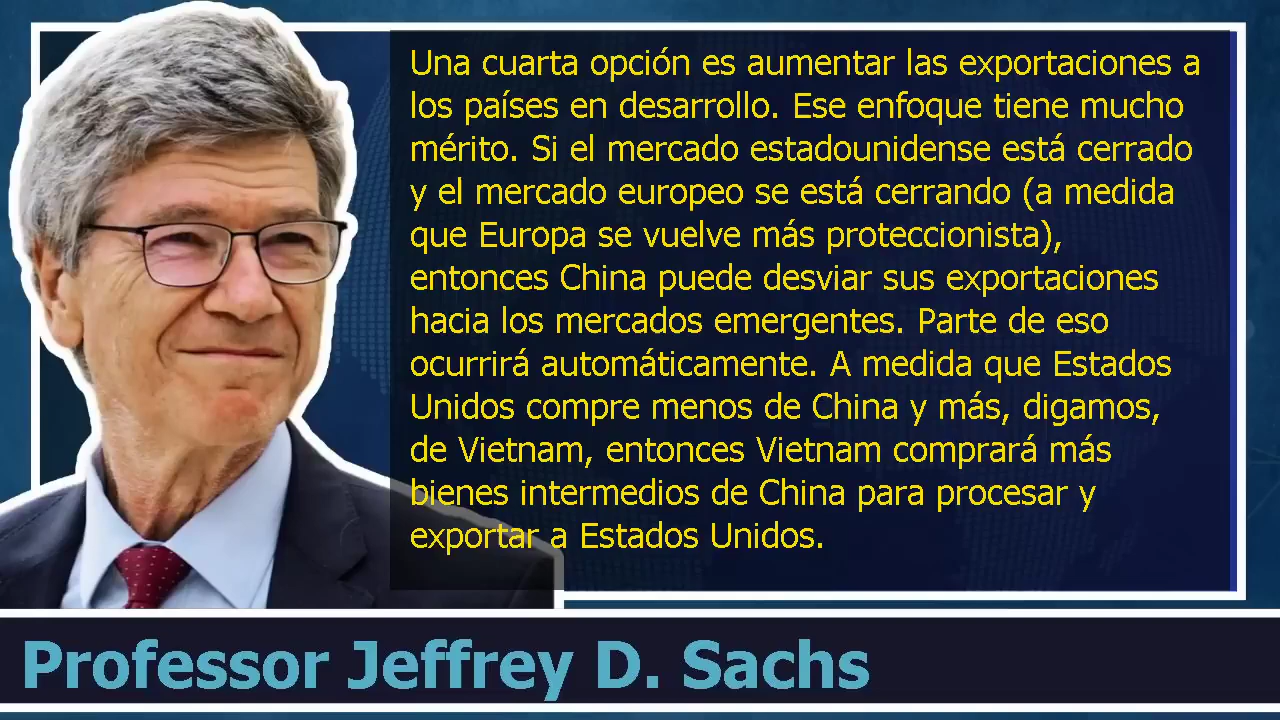 Una cuarta opción es aumentar las exportaciones a
los países en desarrollo. Ese enfoque tiene mucho
mérito. Si el mercado estadounidense está cerrado
y el mercado europeo se está cerrando (a medida
que Europa se vuelve más proteccionista),
entonces China puede desviar sus exportaciones
hacia los mercados emergentes. Parte de eso
ocurrirá automáticamente. A medida que Estados
Unidos compre menos de China y más, digamos,
de Vietnam, entonces Vietnam comprará más
bienes intermedios de China para procesar y
exportar a Estados Unidos.
Professor Jeffrey D. Sachs